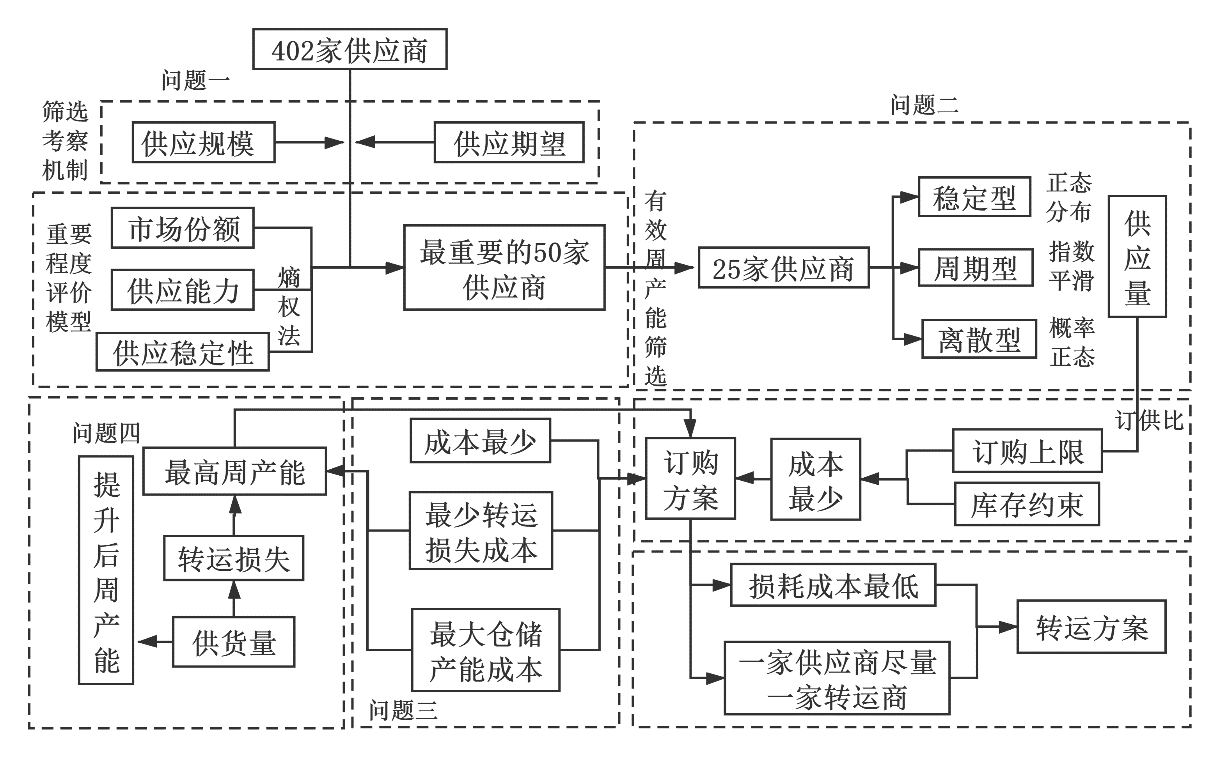 402家供应商
问题一
筛选
考察
机制
供应规模
供应期望
重要
程度
评价
模型
市场份额
供应能力
供应稳定性
熵权法
最重要的50家
供应商
问题二
有效周产能筛选
25家供应商
稳定型
正态
分布
周期型
指数
平滑
离散型
概率
正态
供应量
订供比
问题四
提升后周产能
最高周产能
转运损失
供货量
成本最少
最少转运
损失成本
最大仓储
产能成本
问题三
订购
方案
成本
最少
订购上限
库存约束
损耗成本最低
一家供应商尽量
一家转运商
转运方案